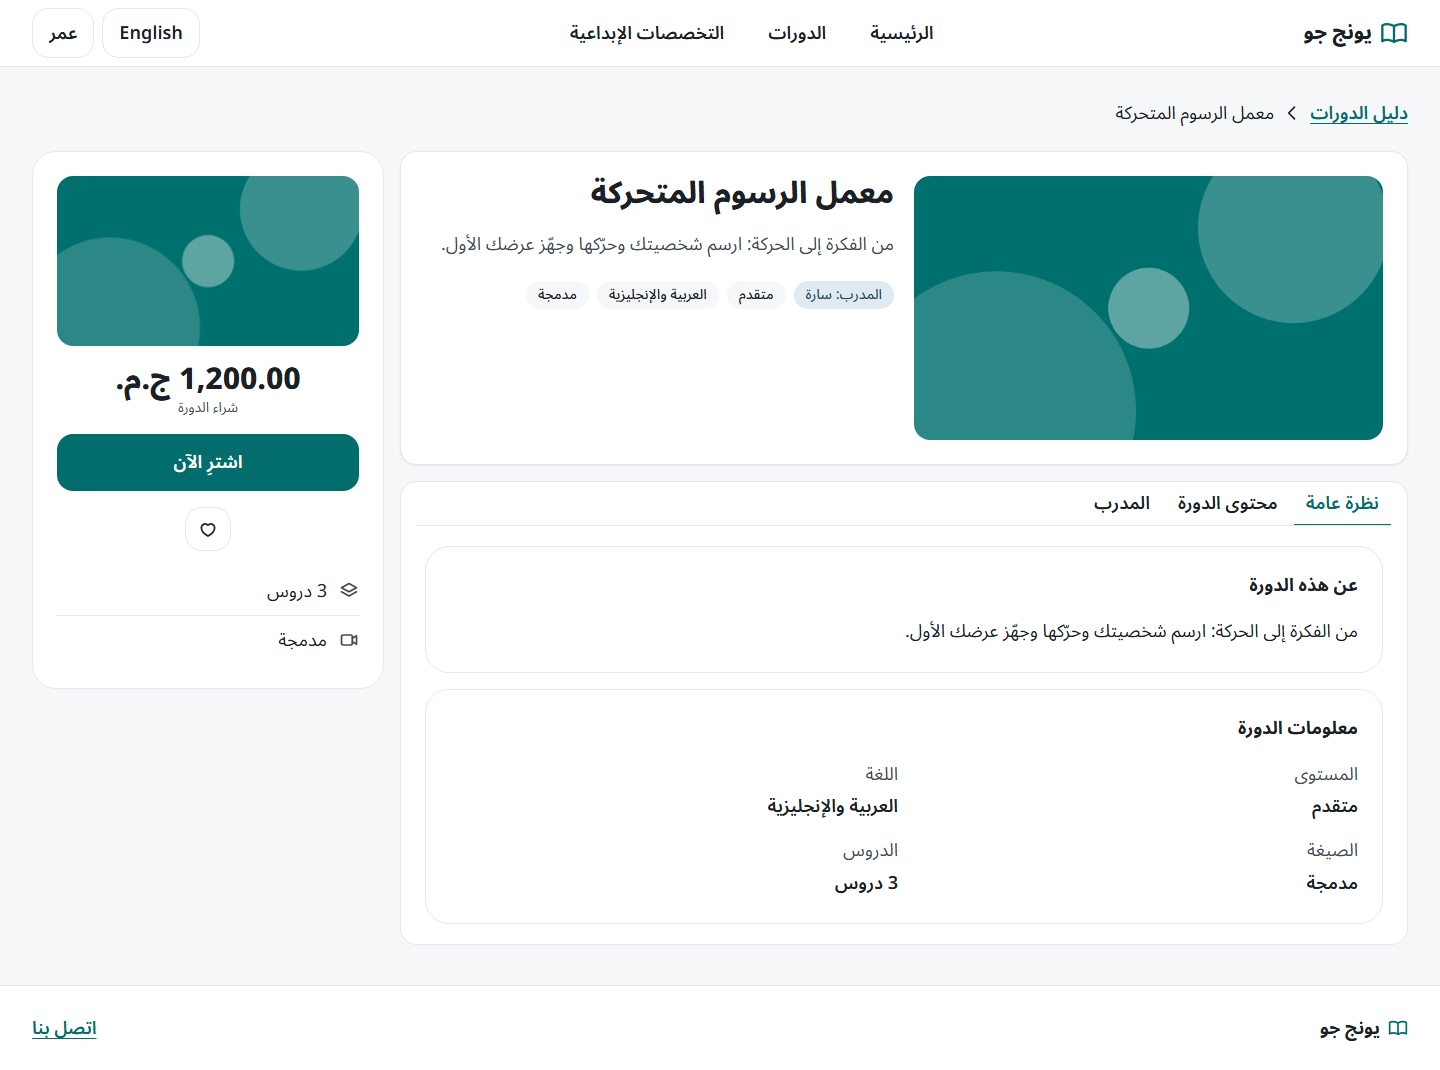 يونج جو
الرئيسية
الدورات
التخصصات الإبداعية
English
عمر
دليل الدورات
معمل الرسوم المتحركة
معمل الرسوم المتحركة
من الفكرة إلى الحركة: ارسم شخصيتك وحرّكها وجهّز عرضك الأول.
المدرب: سارة
متقدم
العربية والإنجليزية
مدمجة
1,200.00 ج.م.
شراء الدورة
اشترِ الآن
3 دروس
مدمجة
نظرة عامة
محتوى الدورة
المدرب
عن هذه الدورة
من الفكرة إلى الحركة: ارسم شخصيتك وحرّكها وجهّز عرضك الأول.
معلومات الدورة
المستوى
متقدم
اللغة
العربية والإنجليزية
الصيغة
مدمجة
الدروس
3 دروس
يونج جو
اتصل بنا